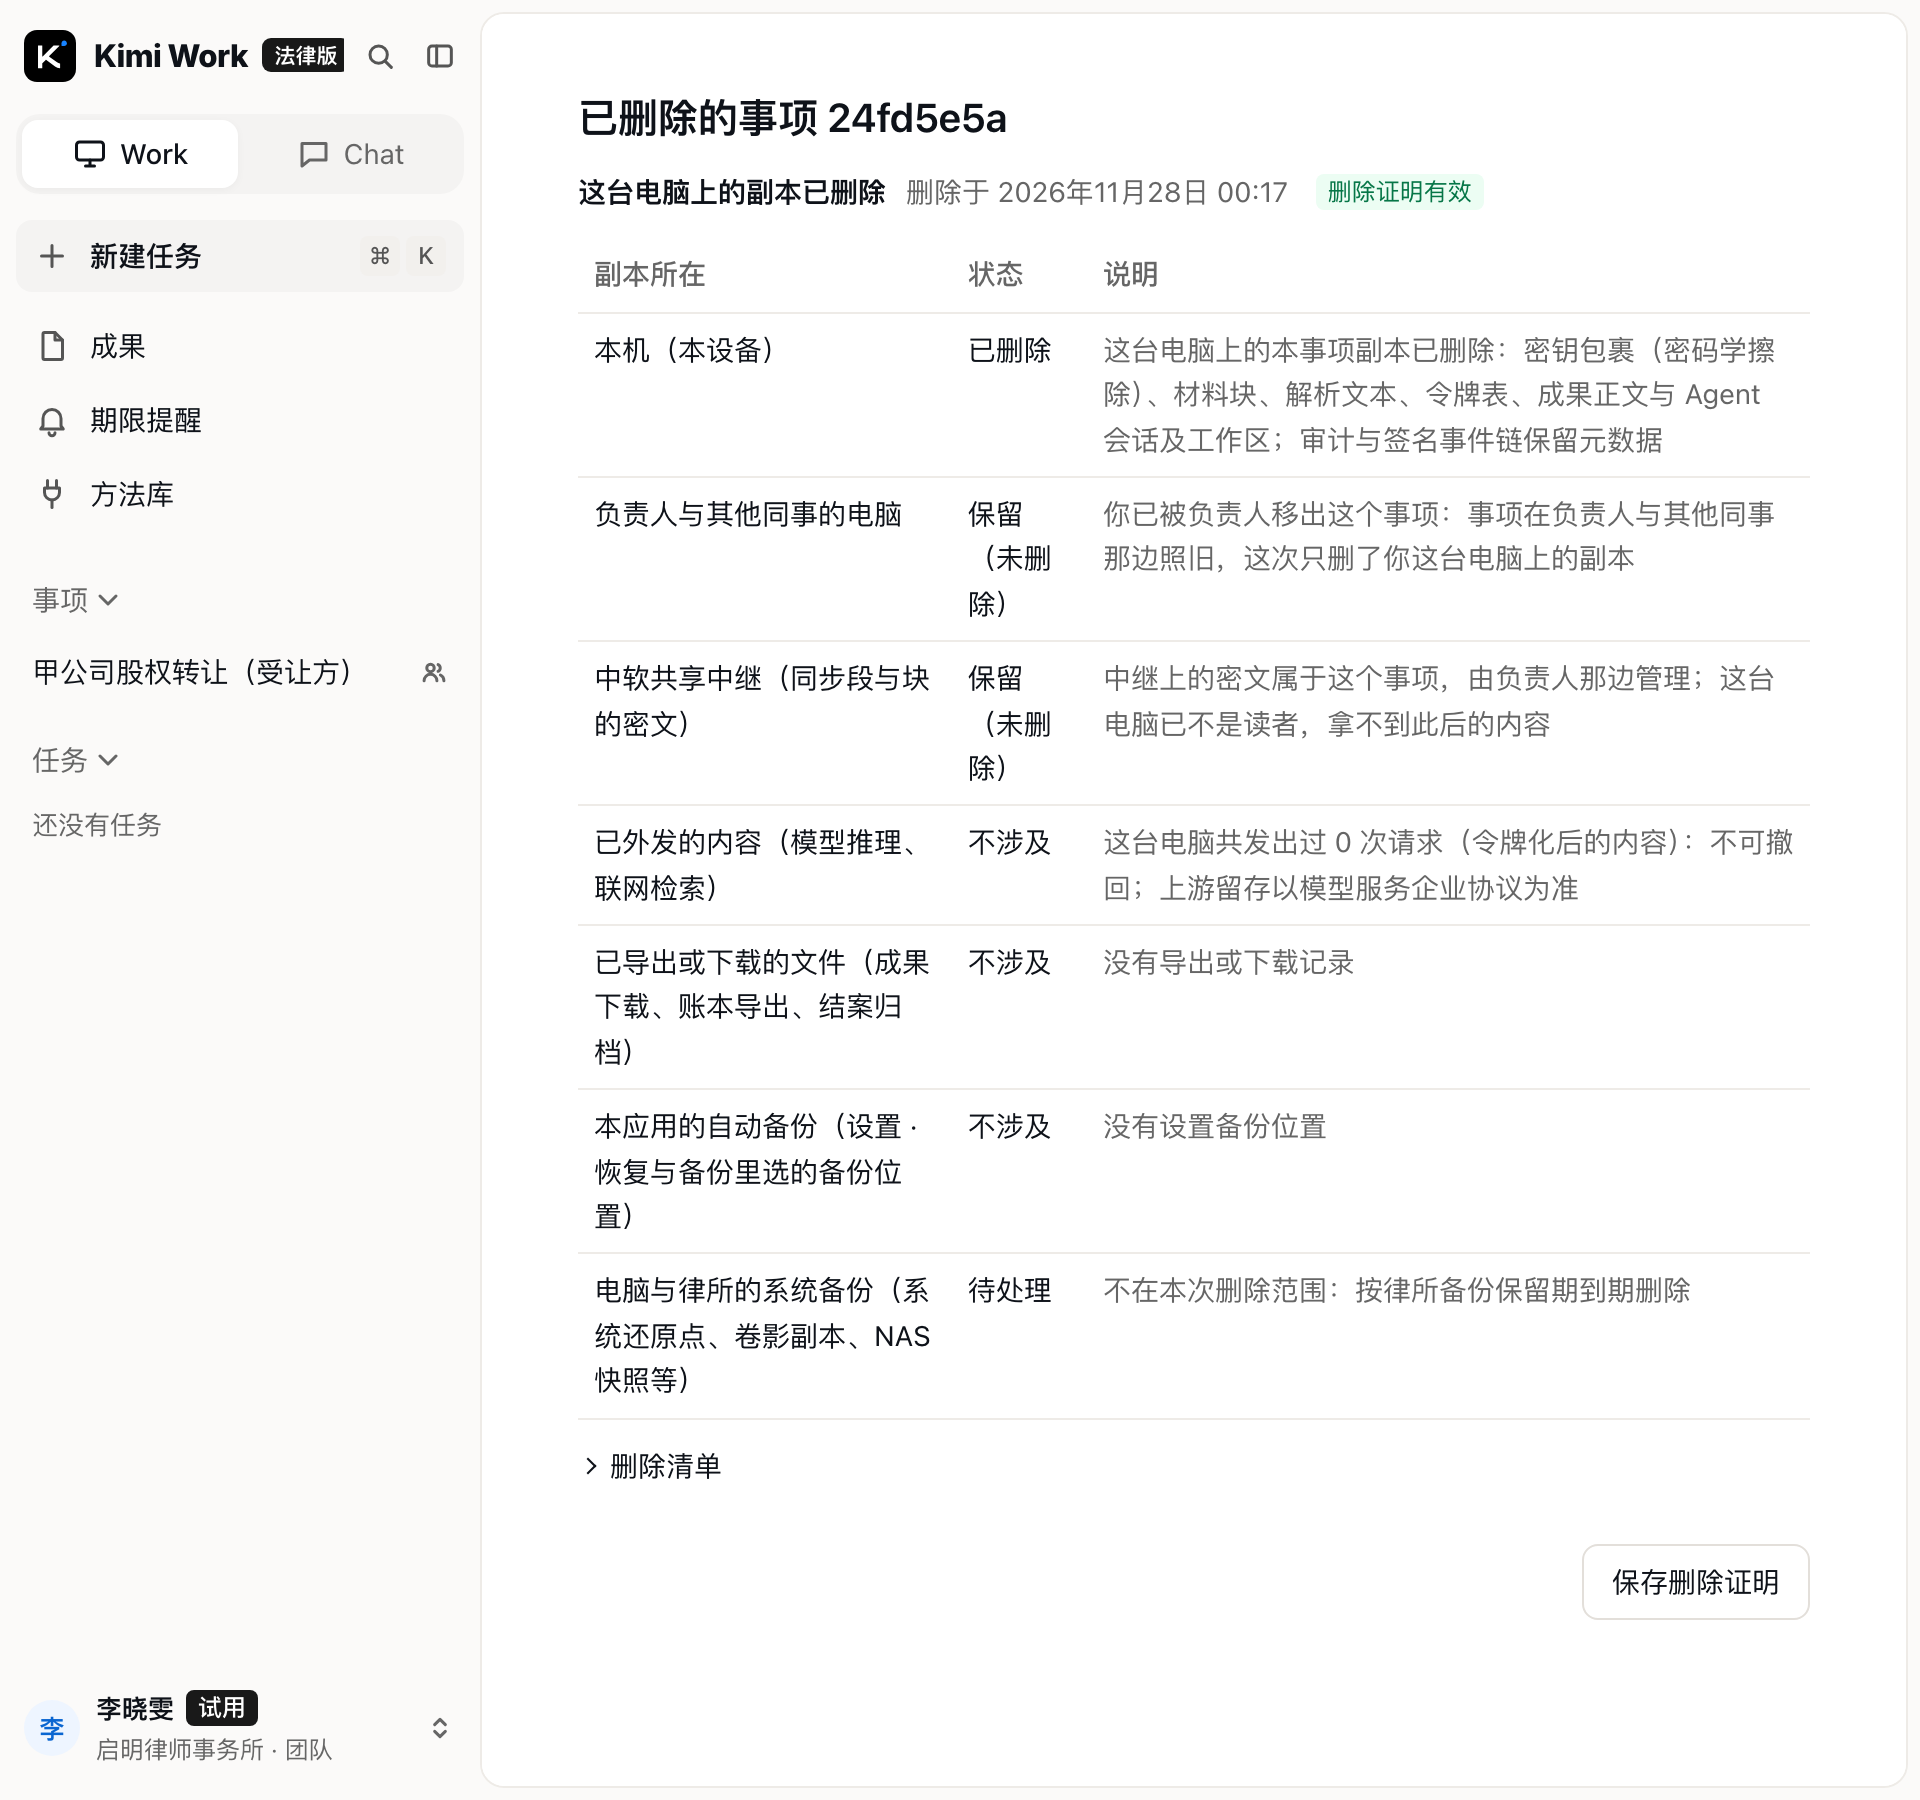 Kimi Work 法律版
Work
Chat
新建任务 ⌘ K
成果
期限提醒
方法库
事项
甲公司股权转让（受让方）
任务
还没有任务
李晓雯 试用
启明律师事务所 · 团队
已删除的事项 24fd5e5a
这台电脑上的副本已删除 删除于 2026年11月28日 00:17 删除证明有效
副本所在 状态 说明
本机（本设备） 已删除 这台电脑上的本事项副本已删除：密钥包裹（密码学擦
除）、材料块、解析文本、令牌表、成果正文与 Agent
会话及工作区；审计与签名事件链保留元数据
负责人与其他同事的电脑 保留 你已被负责人移出这个事项：事项在负责人与其他同事
（未删 那边照旧，这次只删了你这台电脑上的副本
除）
中软共享中继（同步段与块 保留 中继上的密文属于这个事项，由负责人那边管理；这台
的密文） （未删 电脑已不是读者，拿不到此后的内容
除）
已外发的内容（模型推理、 不涉及 这台电脑共发出过 0 次请求（令牌化后的内容）：不可撤
联网检索） 回；上游留存以模型服务企业协议为准
已导出或下载的文件（成果 不涉及 没有导出或下载记录
下载、账本导出、结案归
档）
本应用的自动备份（设置 · 不涉及 没有设置备份位置
恢复与备份里选的备份位
置）
电脑与律所的系统备份（系 待处理 不在本次删除范围：按律所备份保留期到期删除
统还原点、卷影副本、NAS
快照等）
删除清单
保存删除证明
李